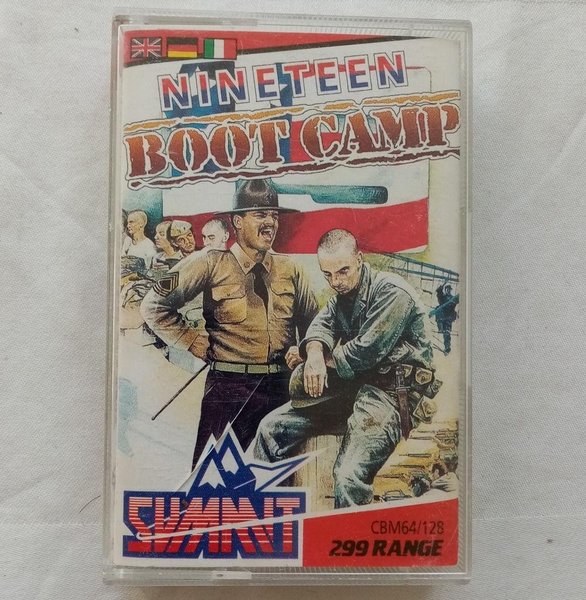 NINETEEN
BOOT CAMP
SUMMIT
CBM64/128
299 RANGE